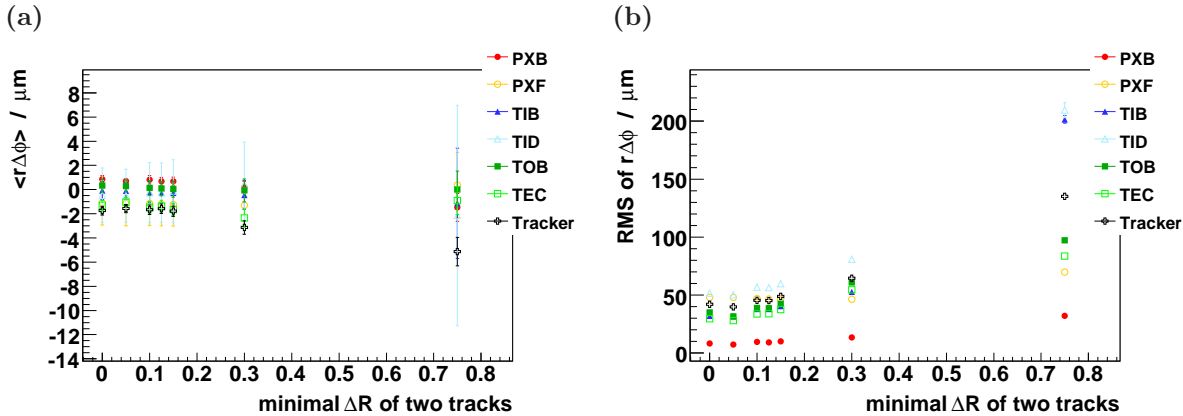 (a)
<rΔϕ> / μm
8
6
4
2
0
-2
-4
-6
-8
-10
-12
-14
0 0.1 0.2 0.3 0.4 0.5 0.6 0.7 0.8
minimal ΔR of two tracks
PXB
PXF
TIB
TID
TOB
TEC
Tracker
(b)
RMS of rΔϕ / μm
200
150
100
50
0
0 0.1 0.2 0.3 0.4 0.5 0.6 0.7 0.8
minimal ΔR of two tracks
PXB
PXF
TIB
TID
TOB
TEC
Tracker